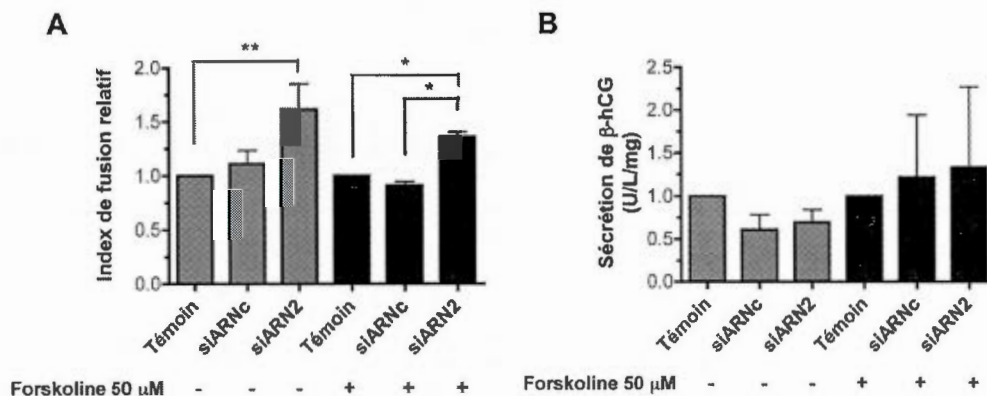 A
B
**
*
*
Index de fusion relatif
2.0
1.5
1.0
0.5
0.0
Témoin
siARNc
siARN2
Témoin
siARNc
siARN2
Forskoline 50 µM - - - + + +
Sécrétion de β-hCG
(U/L/mg)
2.5
2.0
1.5
1.0
0.5
0.0
Témoin
siARNc
siARN2
Témoin
siARNc
siARN2
Forskoline 50 µM - - - + + +